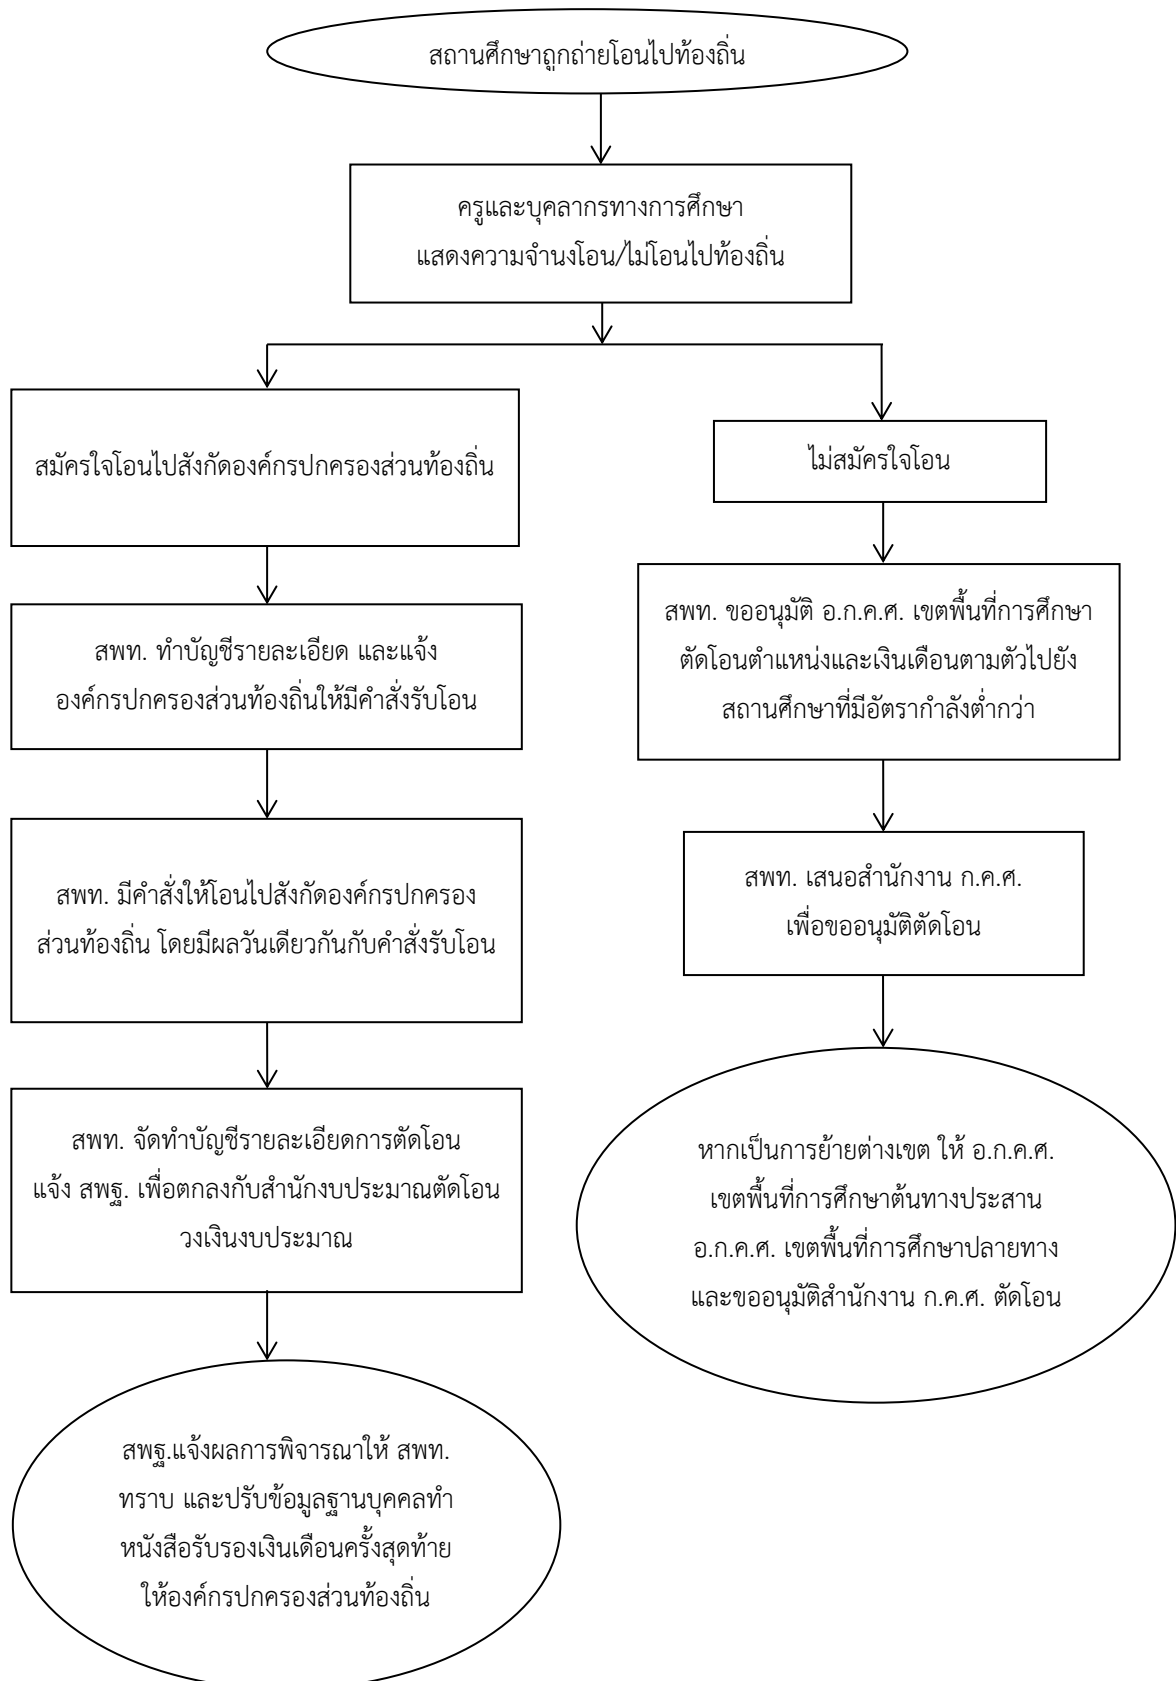 สถานศึกษาถูกถ่ายโอนไปท้องถิ่น
ครูและบุคลากรทางการศึกษา
แสดงความจำนงโอน/ไม่โอนไปท้องถิ่น
สมัครใจโอนไปสังกัดองค์กรปกครองส่วนท้องถิ่น
สพท. ทำบัญชีรายละเอียด และแจ้ง
องค์กรปกครองส่วนท้องถิ่นให้มีคำสั่งรับโอน
สพท. มีคำสั่งให้โอนไปสังกัดองค์กรปกครอง
ส่วนท้องถิ่น โดยมีผลวันเดียวกันกับคำสั่งรับโอน
สพท. จัดทำบัญชีรายละเอียดการตัดโอน
แจ้ง สพฐ. เพื่อตกลงกับสำนักงบประมาณตัดโอน
วงเงินงบประมาณ
สพฐ.แจ้งผลการพิจารณาให้ สพท.
ทราบ และปรับข้อมูลฐานบุคคลทำ
หนังสือรับรองเงินเดือนครั้งสุดท้าย
ให้องค์กรปกครองส่วนท้องถิ่น
ไม่สมัครใจโอน
สพท. ขออนุมัติ อ.ก.ค.ศ. เขตพื้นที่การศึกษา
ตัดโอนตำแหน่งและเงินเดือนตามตัวไปยัง
สถานศึกษาที่มีอัตรากำลังต่ำกว่า
สพท. เสนอสำนักงาน ก.ค.ศ.
เพื่อขออนุมัติตัดโอน
หากเป็นการย้ายต่างเขต ให้ อ.ก.ค.ศ.
เขตพื้นที่การศึกษาต้นทางประสาน
อ.ก.ค.ศ. เขตพื้นที่การศึกษาปลายทาง
และขออนุมัติสำนักงาน ก.ค.ศ. ตัดโอน